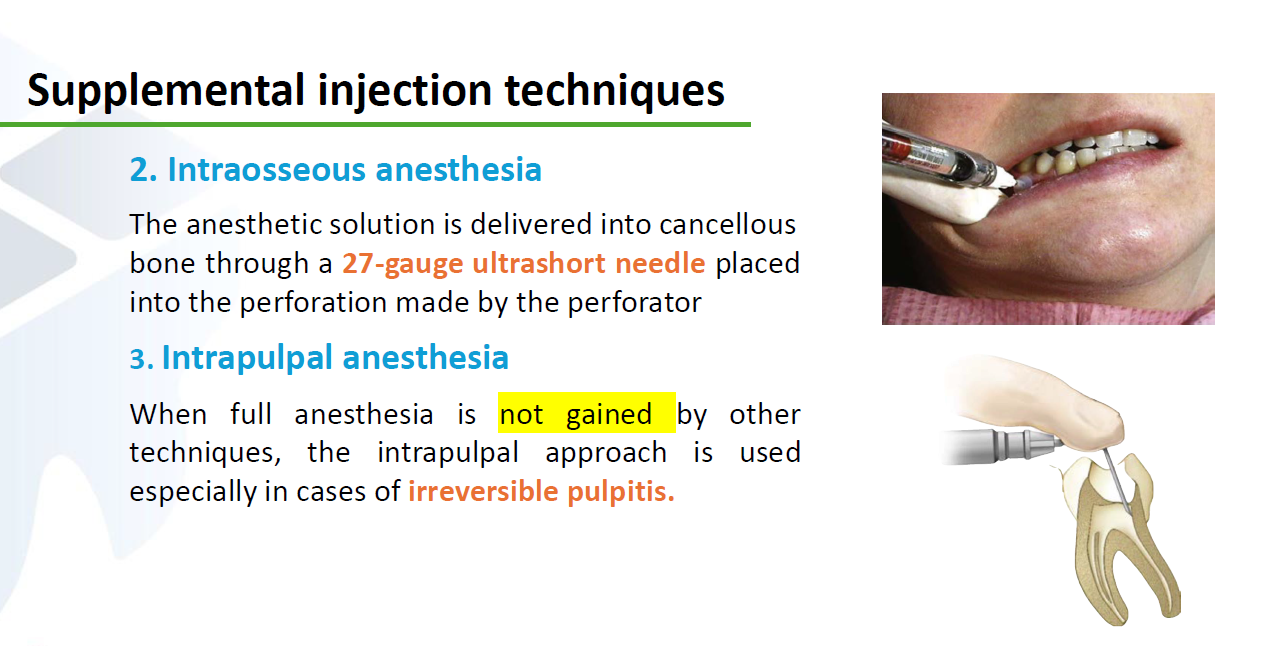 Supplemental injection techniques
2. Intraosseous anesthesia
The anesthetic solution is delivered into cancellous
bone through a 27-gauge ultrashort needle placed
into the perforation made by the perforator
3. Intrapulpal anesthesia
When full anesthesia is not gained by other
techniques, the intrapulpal approach is used
especially in cases of irreversible pulpitis.